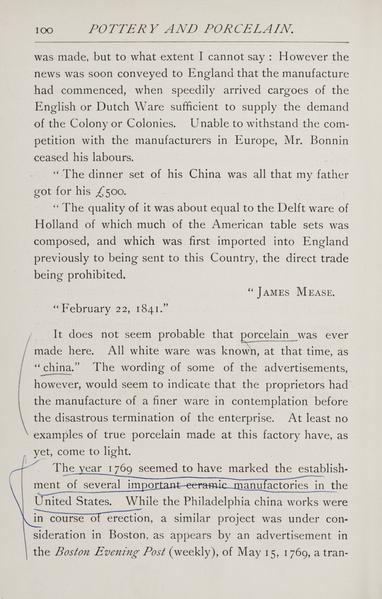 100 POTTERY AND PORCELAIN.
was made, but to what extent I cannot say : However the
news was soon conveyed to England that the manufacture
had commenced, when speedily arrived cargoes of the
English or Dutch Ware sufficient to supply the demand
of the Colony or Colonies. Unable to withstand the com-
petition with the manufacturers in Europe, Mr. Bonnin
ceased his labours.
“ The dinner set of his China was all that my father
got for his £500.
“ The quality of it was about equal to the Delft ware of
Holland of which much of the American table sets was
composed, and which was first imported into England
previously to being sent to this Country, the direct trade
being prohibited.
“ James Mease.
“ February 22, 1841.”
It does not seem probable that porcelain was ever
made here. All white ware was known, at that time, as
“ china.” The wording of some of the advertisements,
however, would seem to indicate that the proprietors had
the manufacture of a finer ware in contemplation before
the disastrous termination of the enterprise. At least no
examples of true porcelain made at this factory have, as
yet, come to light.
The year 1769 seemed to have marked the establish-
ment of several important ceramic manufactories in the
United States. While the Philadelphia china works were
in course of erection, a similar project was under con-
sideration in Boston, as appears by an advertisement in
the Boston Evening Post (weekly), of May 15, 1769, a tran-